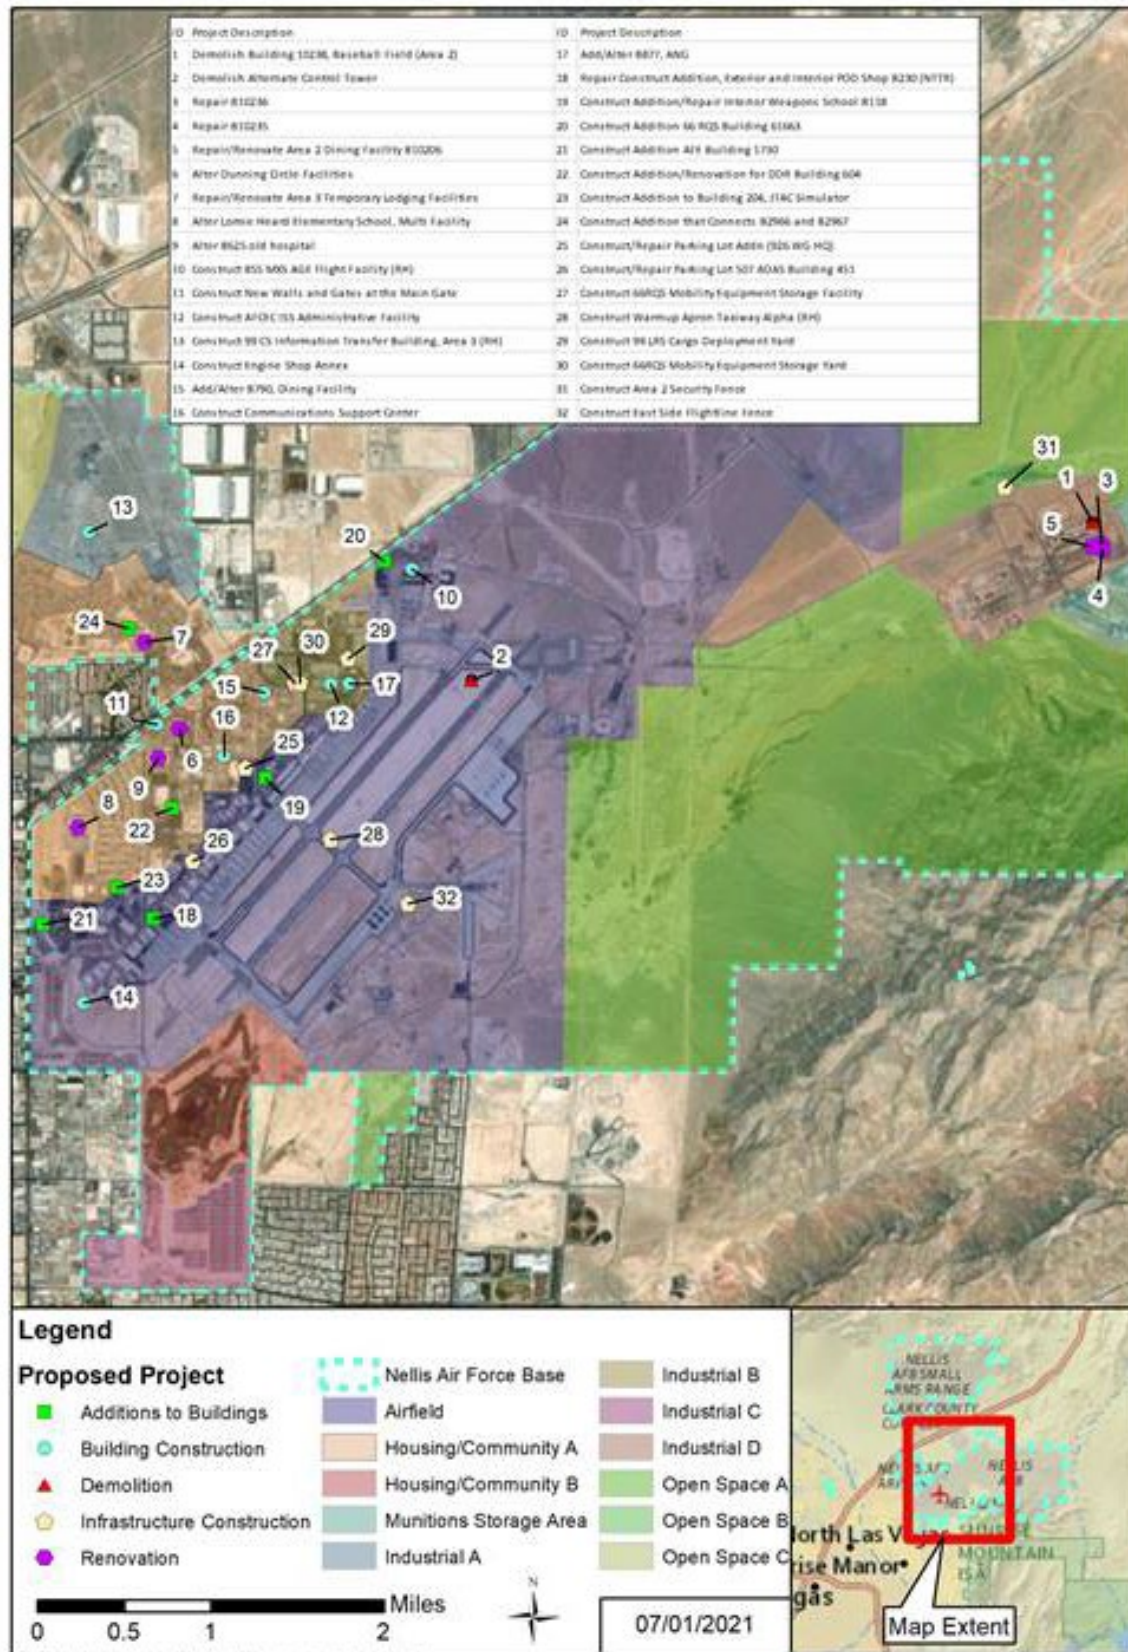 ID Project Description
1 Demolish Building 10238, Baseball Field (Area 2)
2 Demolish Alternate Control Tower
3 Repair B10236
4 Repair B10235
5 Repair/Renovate Area 2 Dining Facility B10206
6 Alter Dunning Circle Facilities
7 Repair/Renovate Area 3 Temporary Lodging Facilities
8 Alter Lomie Heard Elementary School, Multi Facility
9 Alter B625 old hospital
10 Construct 855 MXS AGE Flight Facility (RH)
11 Construct New Walls and Gates at the Main Gate
12 Construct AFCEC ISS Administrative Facility
13 Construct 99 CS Information Transfer Building, Area 3 (RH)
14 Construct Engine Shop Annex
15 Add/Alter B790, Dining Facility
16 Construct Communications Support Center
ID Project Description
17 Add/Alter B877, ANG
18 Repair Construct Addition, Exterior and Interior POD Shop B230 (NTTR)
19 Construct Addition/Repair Interior Weapons School B118
20 Construct Addition 66 RQS Building 61663
21 Construct Addition Building 1730
22 Construct Addition/Renovation for DDR Building 604
23 Construct Addition to Building 204, JTAC Simulator
24 Construct Addition that Connects B2966 and B2967
25 Construct/Repair Parking Lot Addn (926 WG HQ)
26 Construct/Repair Parking Lot 507 ADAS Building 451
27 Construct 66RQS Mobility Equipment Storage Facility
28 Construct Warmup Apron Taxiway Alpha (RH)
29 Construct 99 LRS Cargo Deployment Yard
30 Construct 66RQS Mobility Equipment Storage Yard
31 Construct Area 2 Security Fence
32 Construct East Side Flightline Fence
31
1
3
13
5
20
4
10
24
7
29
30
27
2
11
15
17
12
16
6
25
9
19
8
22
28
26
23
32
18
21
14
Legend
Proposed Project
Additions to Buildings
Building Construction
Demolition
Infrastructure Construction
Renovation
Nellis Air Force Base
Airfield
Housing/Community A
Housing/Community B
Munitions Storage Area
Industrial A
Industrial B
Industrial C
Industrial D
Open Space A
Open Space B
Open Space C
0 0.5 1 2 Miles
N
07/01/2021
NELLIS
AFB SMALL
ARMS RANGE
CLARK COUNTY
NELLIS
AFB
North Las Vegas
rise Manor
gas
SUNRISE
MOUNTAIN
ISA
Map Extent